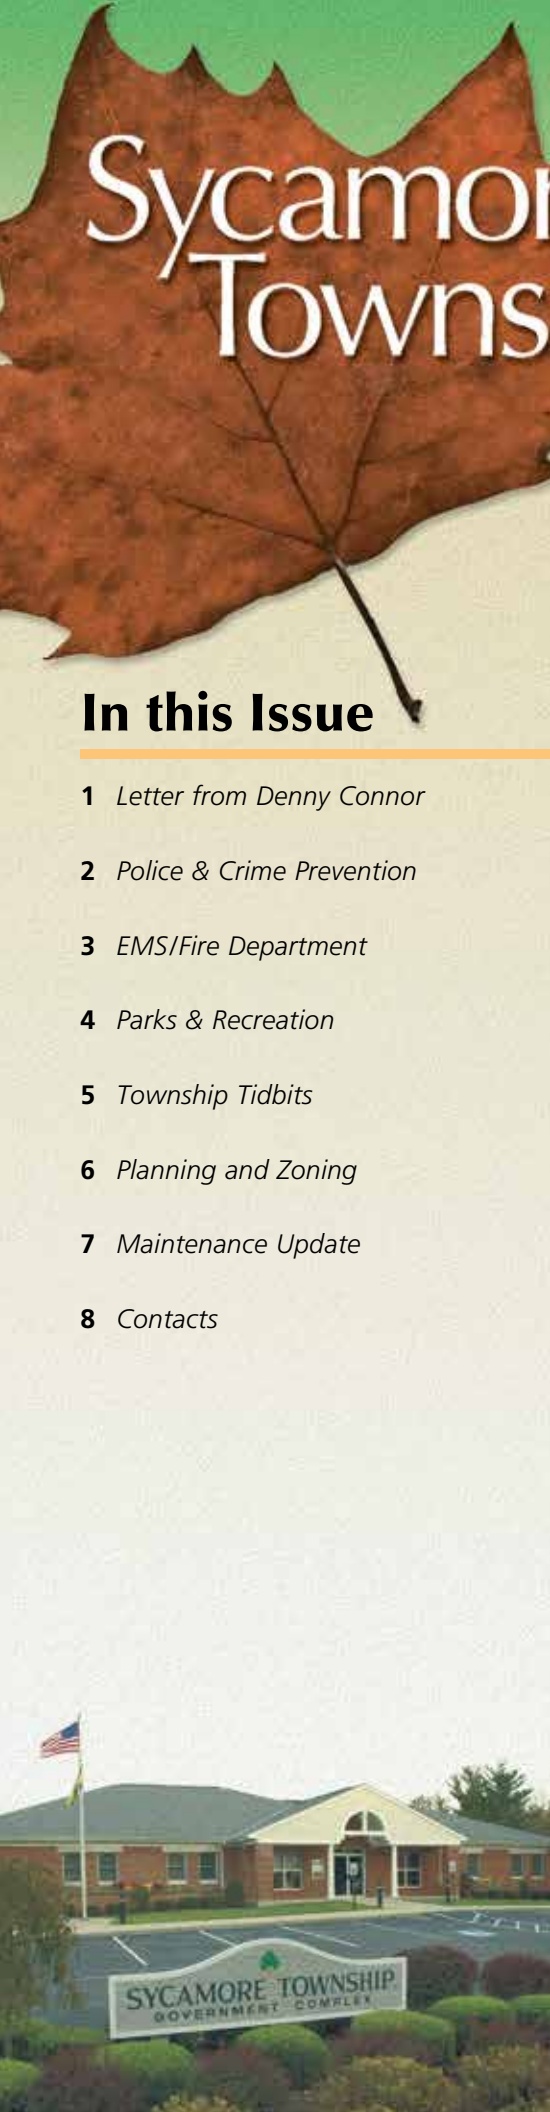 Sycamor
Towns
In this Issue
1 Letter from Denny Connor
2 Police & Crime Prevention
3 EMS/Fire Department
4 Parks & Recreation
5 Township Tidbits
6 Planning and Zoning
7 Maintenance Update
8 Contacts
SYCAMORE TOWNSHIP
GOVERNMENT COMPLEX